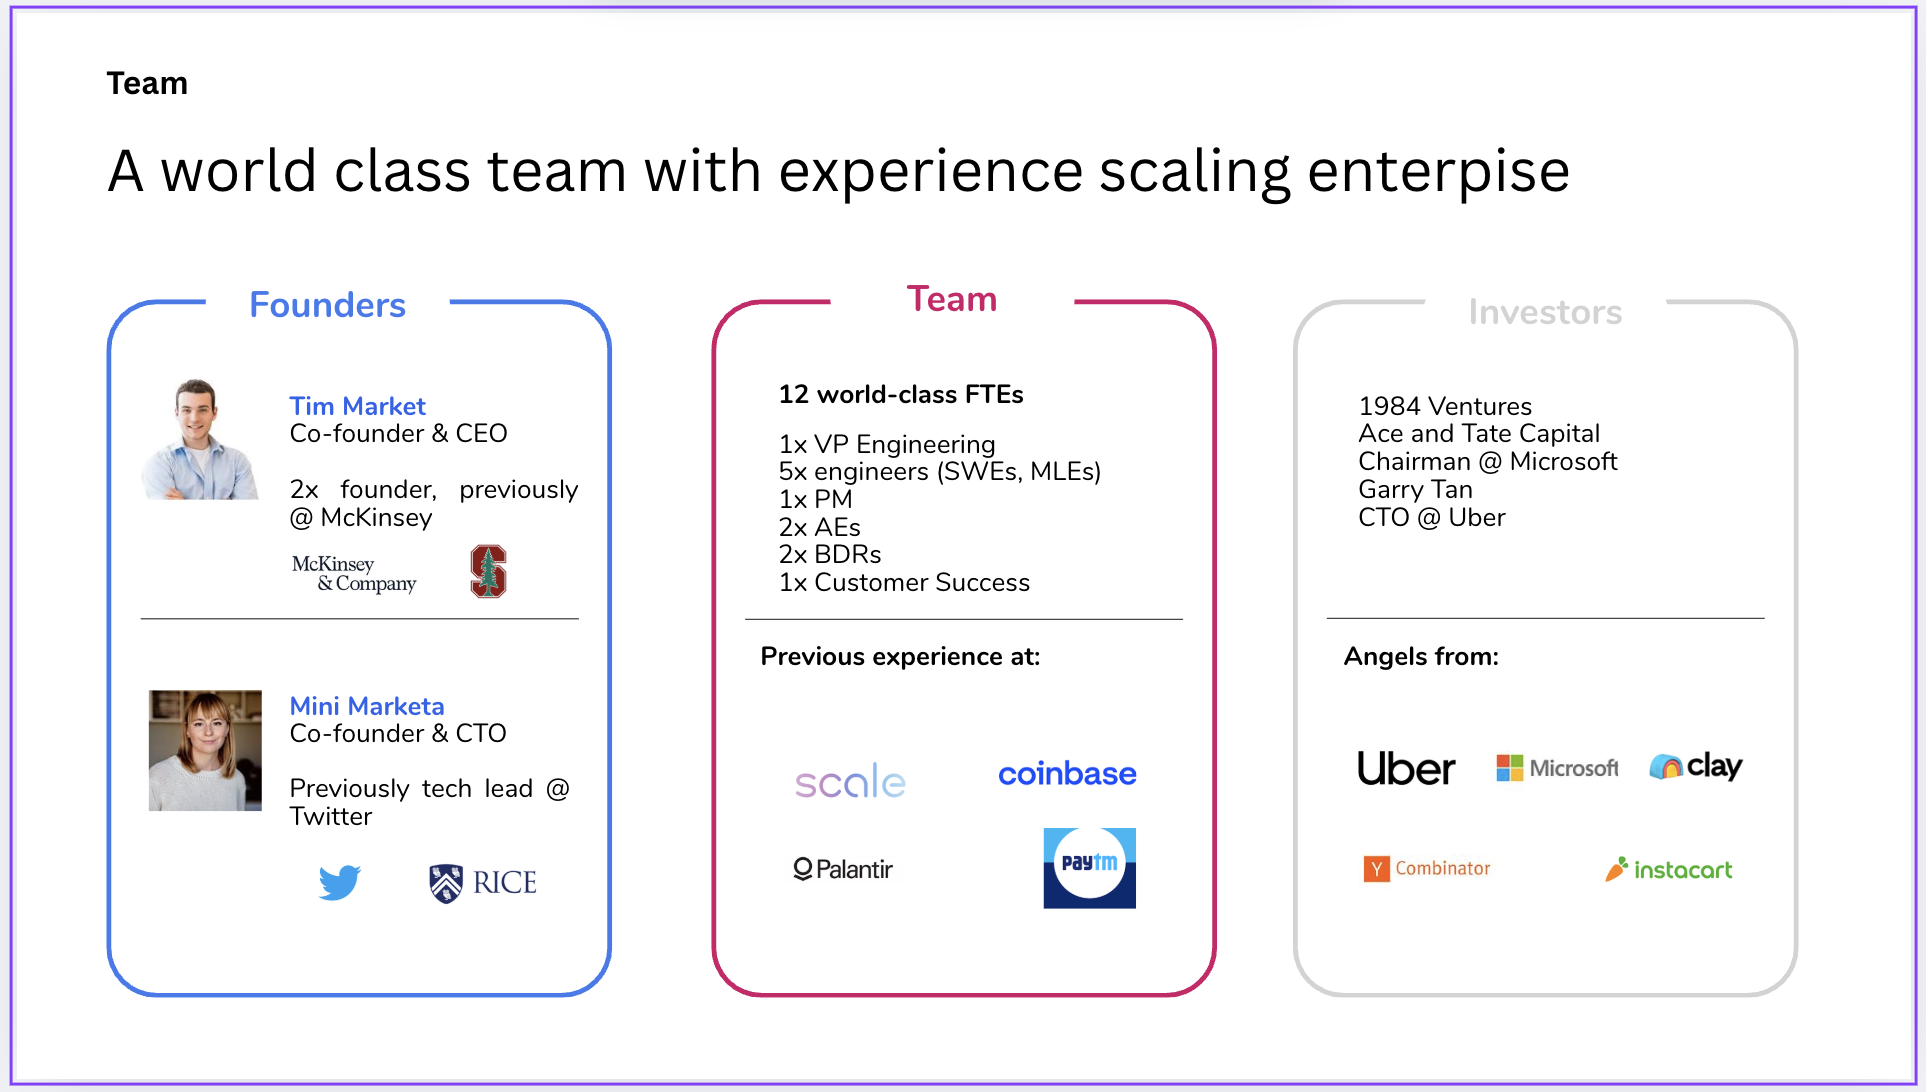 Team
A world class team with experience scaling enterpise
Founders
Tim Market
Co-founder & CEO
2x founder, previously
@ McKinsey
McKinsey
& Company
S
Mini Marketa
Co-founder & CTO
Previously tech lead @
Twitter
RICE
Team
12 world-class FTEs
1x VP Engineering
5x engineers (SWEs, MLEs)
1x PM
2x AEs
2x BDRs
1x Customer Success
Previous experience at:
scale
coinbase
Palantir
paytm
Investors
1984 Ventures
Ace and Tate Capital
Chairman @ Microsoft
Garry Tan
CTO @ Uber
Angels from:
Uber
Microsoft
clay
Y Combinator
instacart